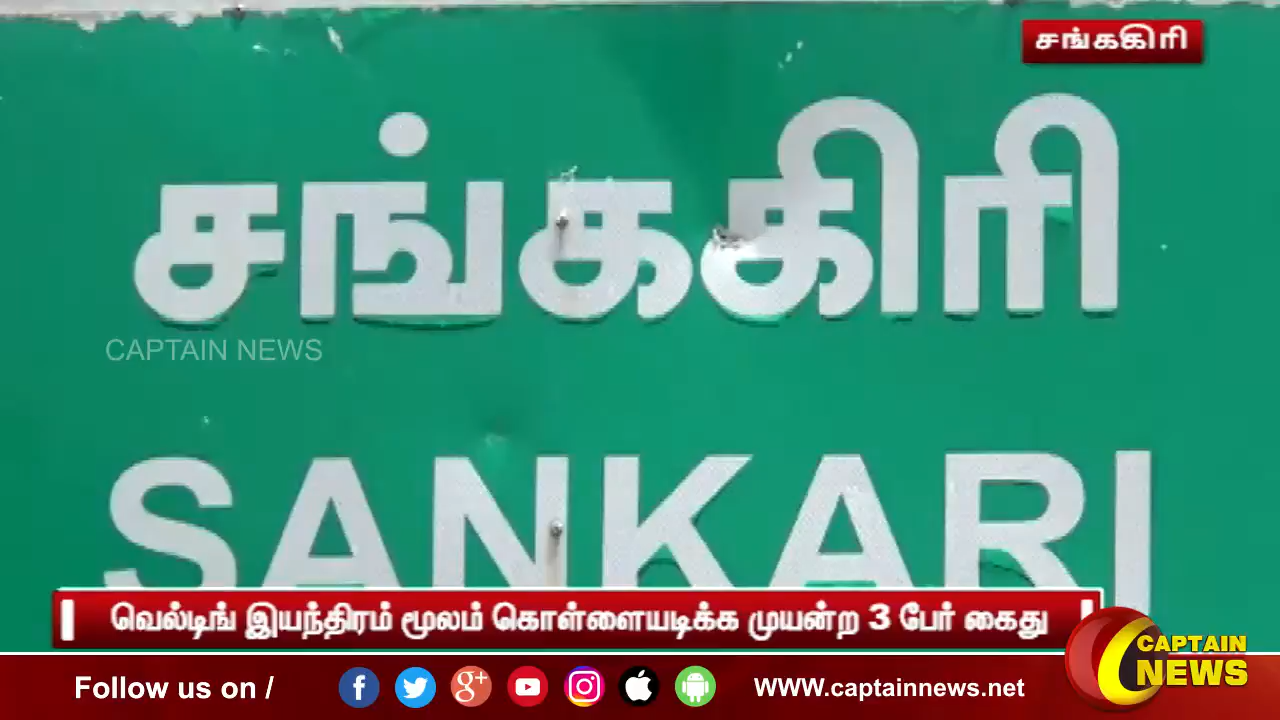 சங்ககிரி
சங்ககிரி
CAPTAIN NEWS
SANKARI
வெல்டிங் இயந்திரம் மூலம் கொள்ளையடிக்க முயன்ற 3 பேர் கைது
Follow us on / WWW.captainnews.net
CAPTAIN
NEWS